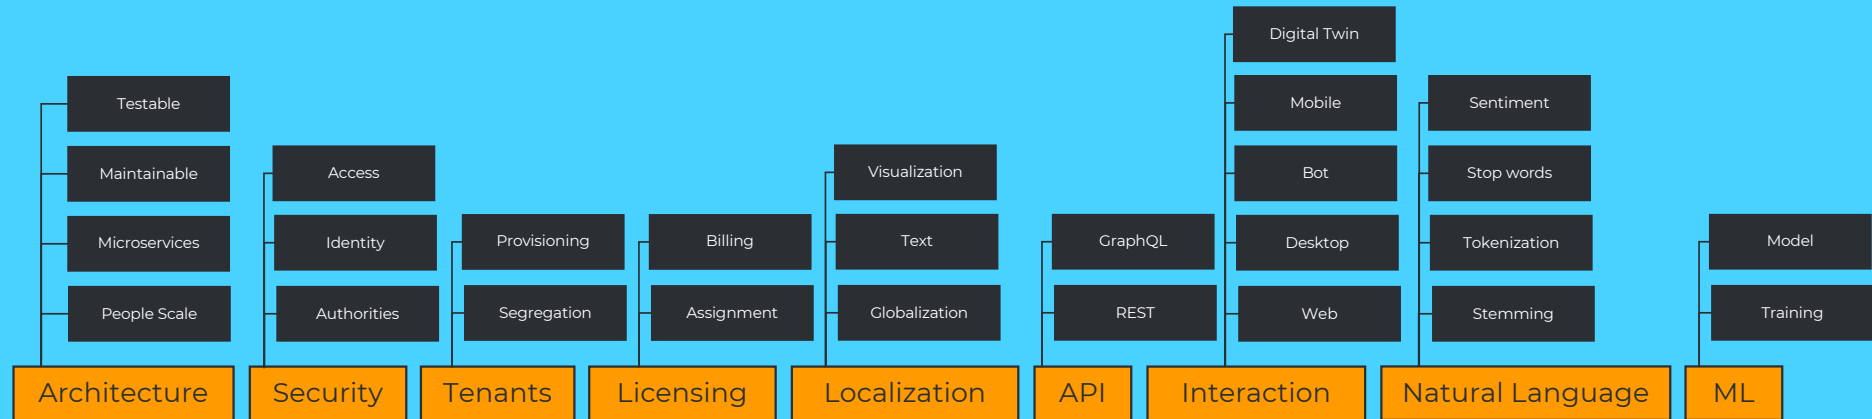 Testable
Maintainable
Microservices
People Scale
Architecture
Access
Identity
Authorities
Security
Provisioning
Segregation
Tenants
Billing
Assignment
Licensing
Visualization
Text
Globalization
Localization
GraphQL
REST
API
Digital Twin
Mobile
Bot
Desktop
Web
Interaction
Sentiment
Stop words
Tokenization
Stemming
Natural Language
Model
Training
ML